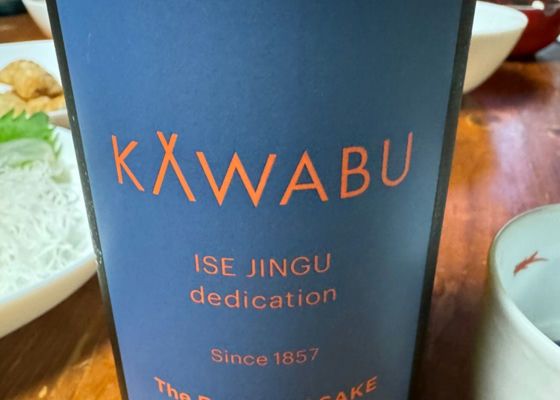 KAWABU
ISE JINGU
dedication
Since 1857
The SAKE